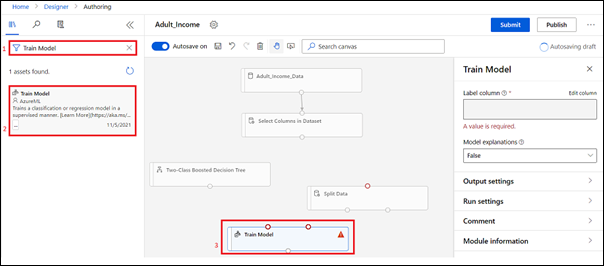 Home > Designer > Authoring
Adult_Income
Submit
Publish
1
Train Model
Autosave on
Search canvas
Autosaving draft
1 assets found.
2
Train Model
AzureML
Trains a classification or regression model in a
supervised manner. [Learn More](https://aka.ms/...
... 11/5/2021
Adult_Income_Data
Select Columns in Dataset
Two-Class Boosted Decision Tree
Split Data
3
Train Model
Train Model
Label column * Edit column
A value is required.
Model explanations
False
Output settings
Run settings
Comment
Module information